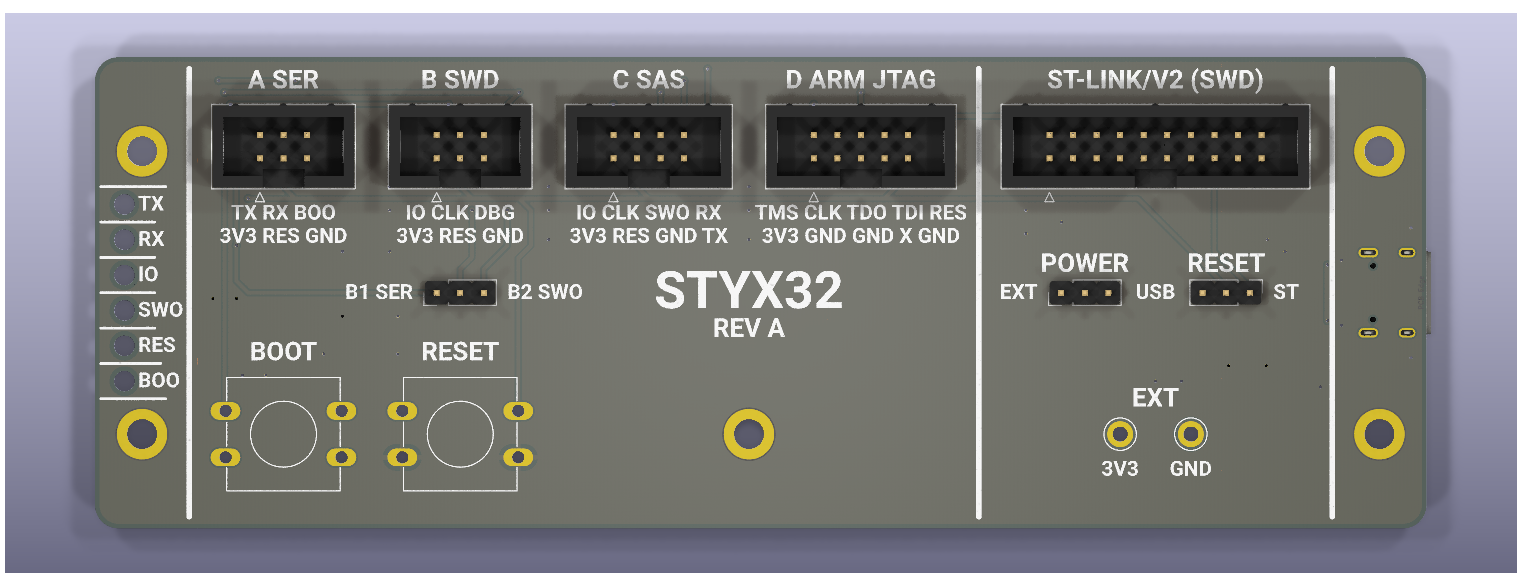 A SER
B SWD
C SAS
D ARM JTAG
ST-LINK/V2 (SWD)
TX
RX
IO
SWO
RES
BOO
TX RX BOO
3V3 RES GND
IO CLK DBG
3V3 RES GND
IO CLK SWO RX
3V3 RES GND TX
TMS CLK TDO TDI RES
3V3 GND GND X GND
B1 SER
B2 SWO
STYX32
REV A
POWER
EXT
USB
RESET
ST
BOOT
RESET
EXT
3V3
GND